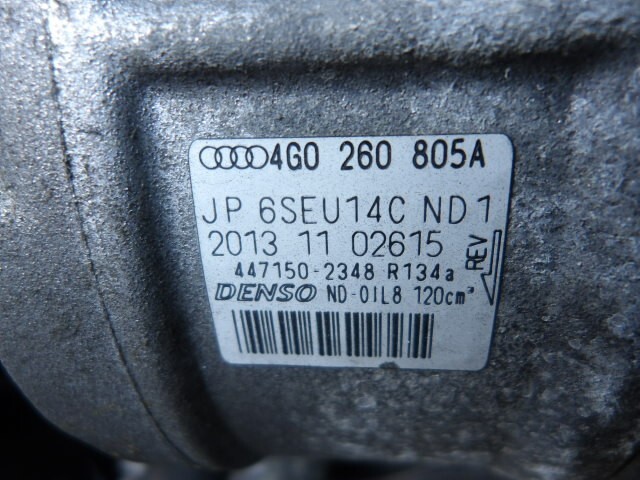 4G0 260 805A
JP 6SEU14C ND1
2013 11 02615
REV
447150-2348 R134a
DENSO ND-OIL8 120cm³